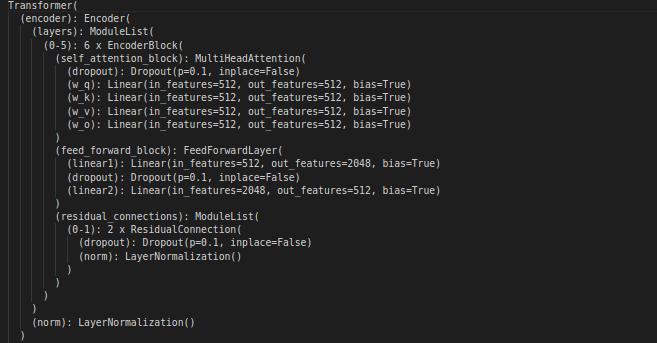 Transformer(
(encoder): Encoder(
(layers): ModuleList(
(0-5): 6 x EncoderBlock(
(self_attention_block): MultiHeadAttention(
(dropout): Dropout(p=0.1, inplace=False)
(w_q): Linear(in_features=512, out_features=512, bias=True)
(w_k): Linear(in_features=512, out_features=512, bias=True)
(w_v): Linear(in_features=512, out_features=512, bias=True)
(w_o): Linear(in_features=512, out_features=512, bias=True)
)
(feed_forward_block): FeedForwardLayer(
(linear1): Linear(in_features=512, out_features=2048, bias=True)
(dropout): Dropout(p=0.1, inplace=False)
(linear2): Linear(in_features=2048, out_features=512, bias=True)
)
(residual_connections): ModuleList(
(0-1): 2 x ResidualConnection(
(dropout): Dropout(p=0.1, inplace=False)
(norm): LayerNormalization()
)
)
)
)
(norm): LayerNormalization()
)